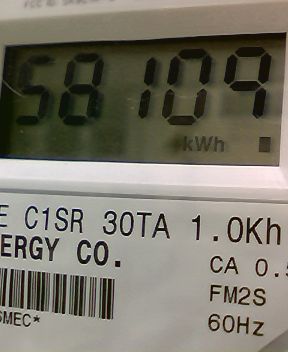 58109
kWh
E C1SR 30TA 1.0Kh
ERGY CO.
CA 0.5
FM2S
60Hz
SMEC*